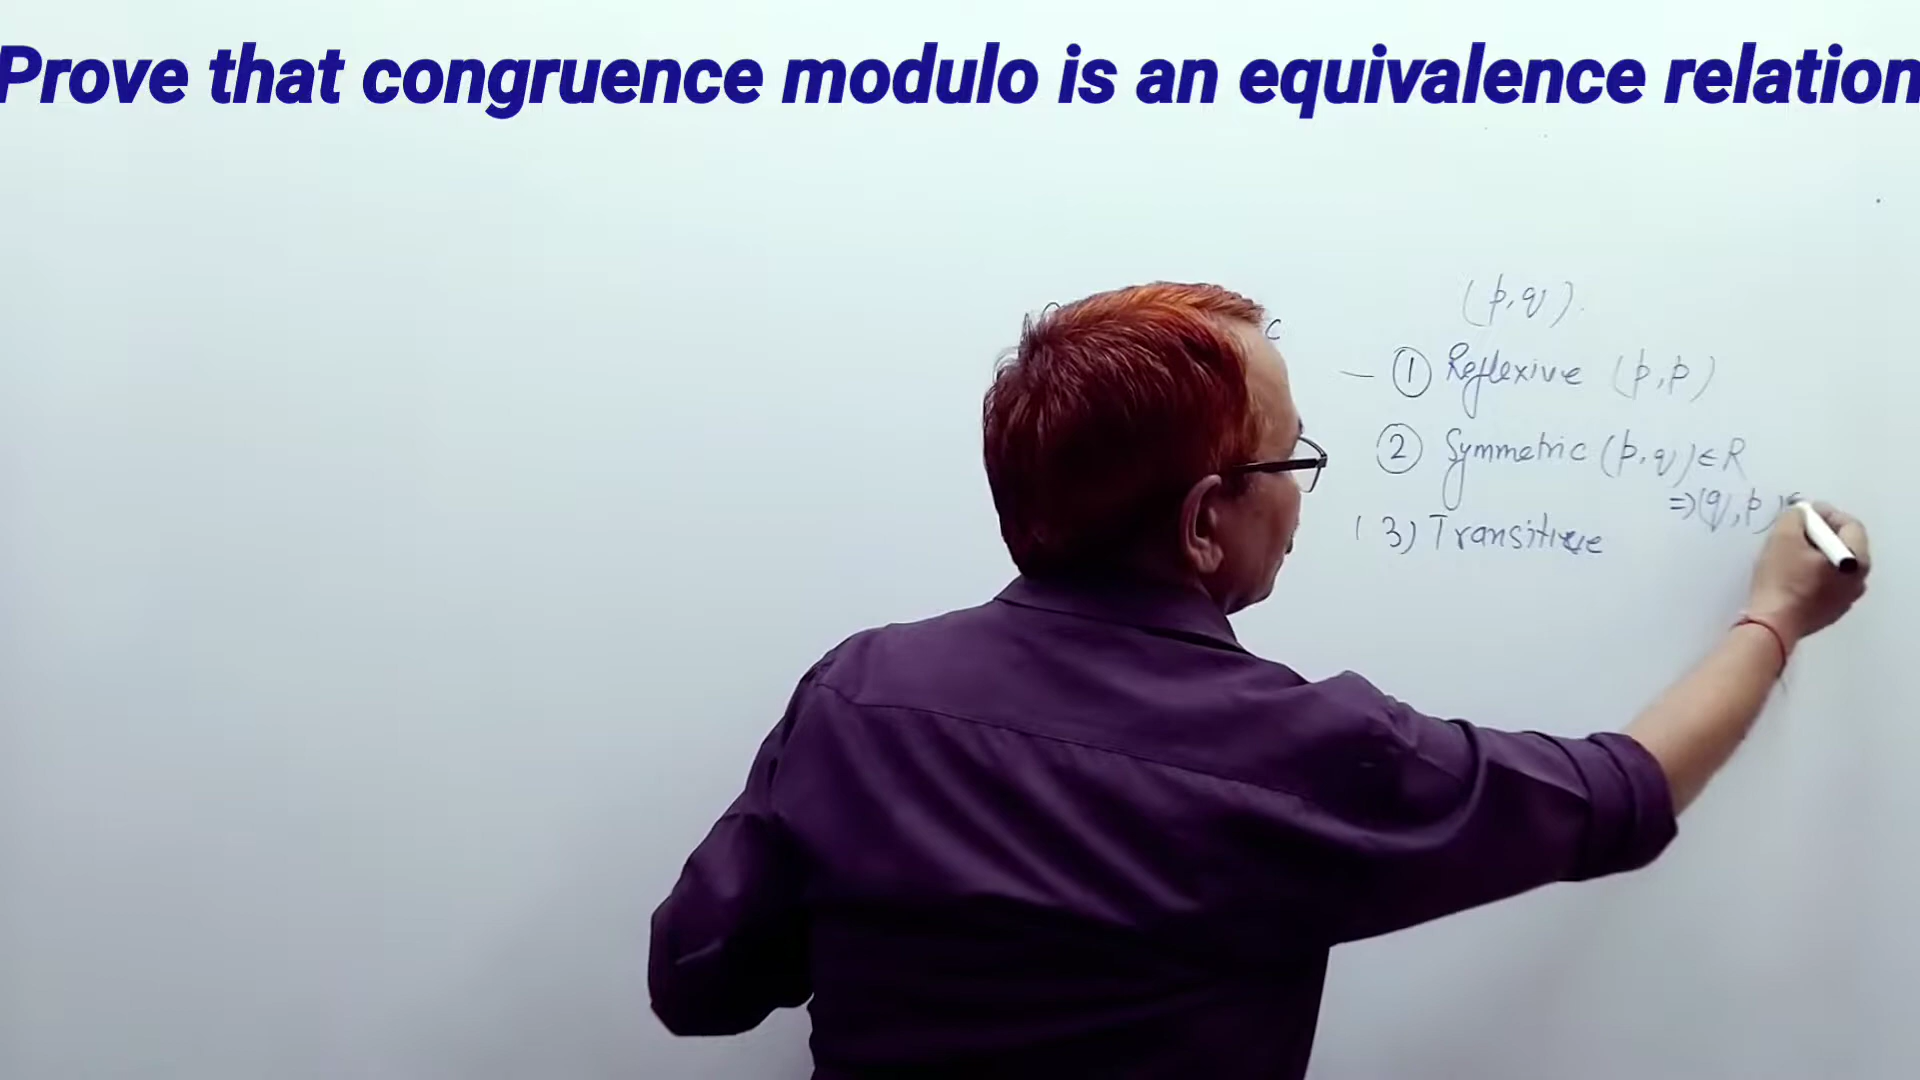 Prove that congruence modulo is an equivalence relation
(p,q).
c
— ① Reflexive (p,p)
② Symmetric (p,q)∈R
⇒(q,p)
(3) Transitive